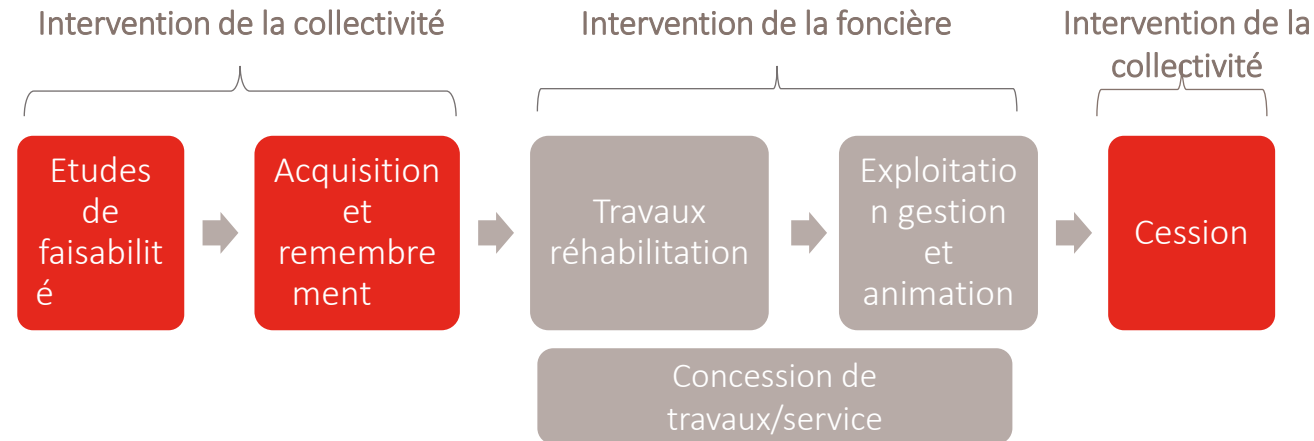 Intervention de la collectivité
Intervention de la foncière
Intervention de la
collectivité
Etudes
de
faisabilit
é
Acquisition
et
remembre
ment
Travaux
réhabilitation
Exploitatio
n gestion
et
animation
Cession
Concession de
travaux/service